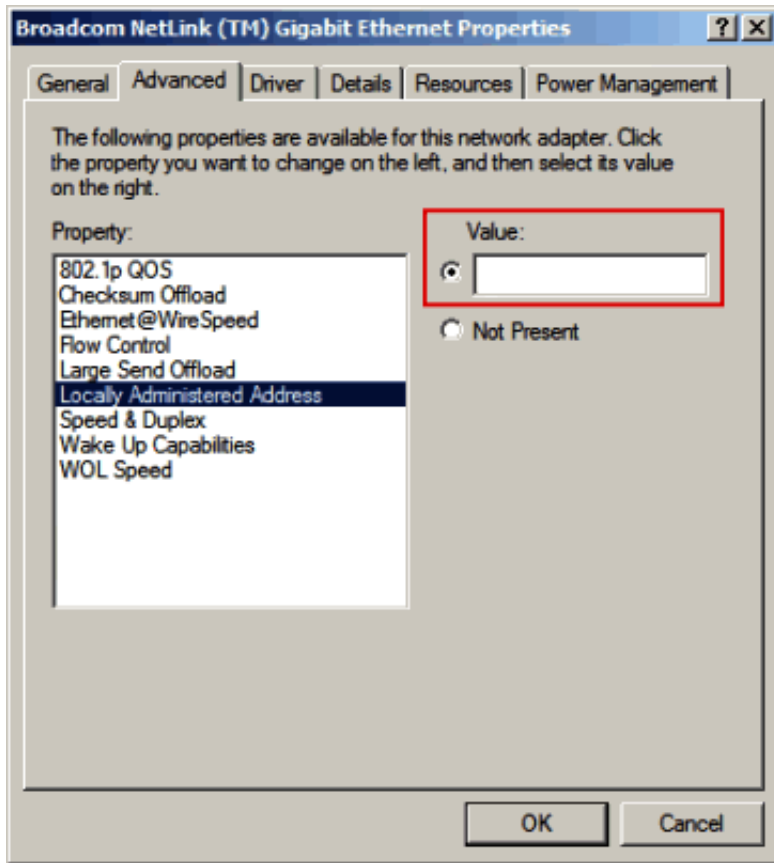 Broadcom NetLink (TM) Gigabit Ethernet Properties
General Advanced Driver Details Resources Power Management
The following properties are available for this network adapter. Click
the property you want to change on the left, and then select its value
on the right.
Property:
802.1p QOS
Checksum Offload
Ethernet@WireSpeed
Flow Control
Large Send Offload
Locally Administered Address
Speed & Duplex
Wake Up Capabilities
WOL Speed
Value:
Not Present
OK Cancel